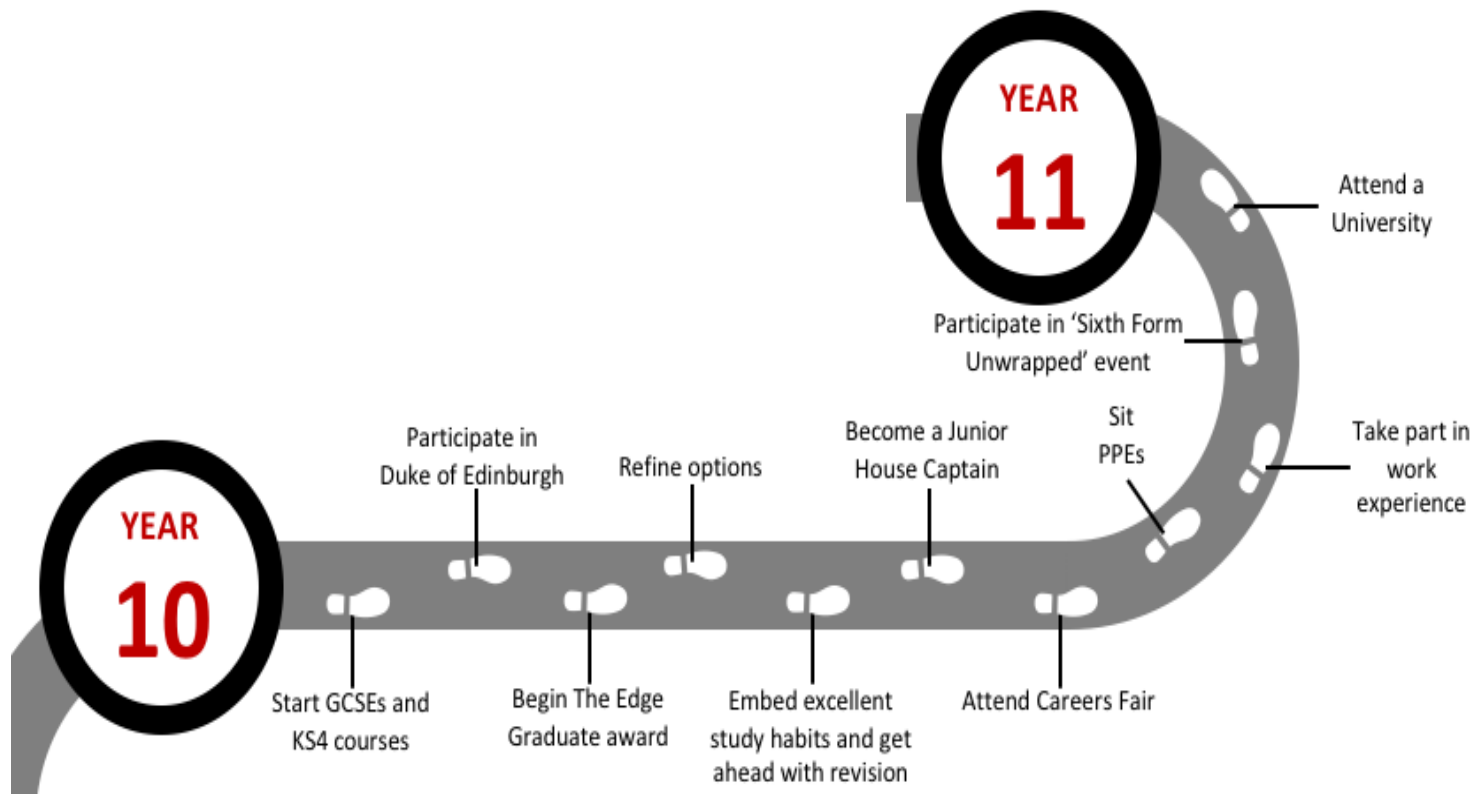 YEAR
11
Attend a
University
Participate in ‘Sixth Form
Unwrapped’ event
Sit
PPEs
Take part in
work
experience
Become a Junior
House Captain
Participate in
Duke of Edinburgh
Refine options
YEAR
10
Start GCSEs and
KS4 courses
Begin The Edge
Graduate award
Embed excellent
study habits and get
ahead with revision
Attend Careers Fair